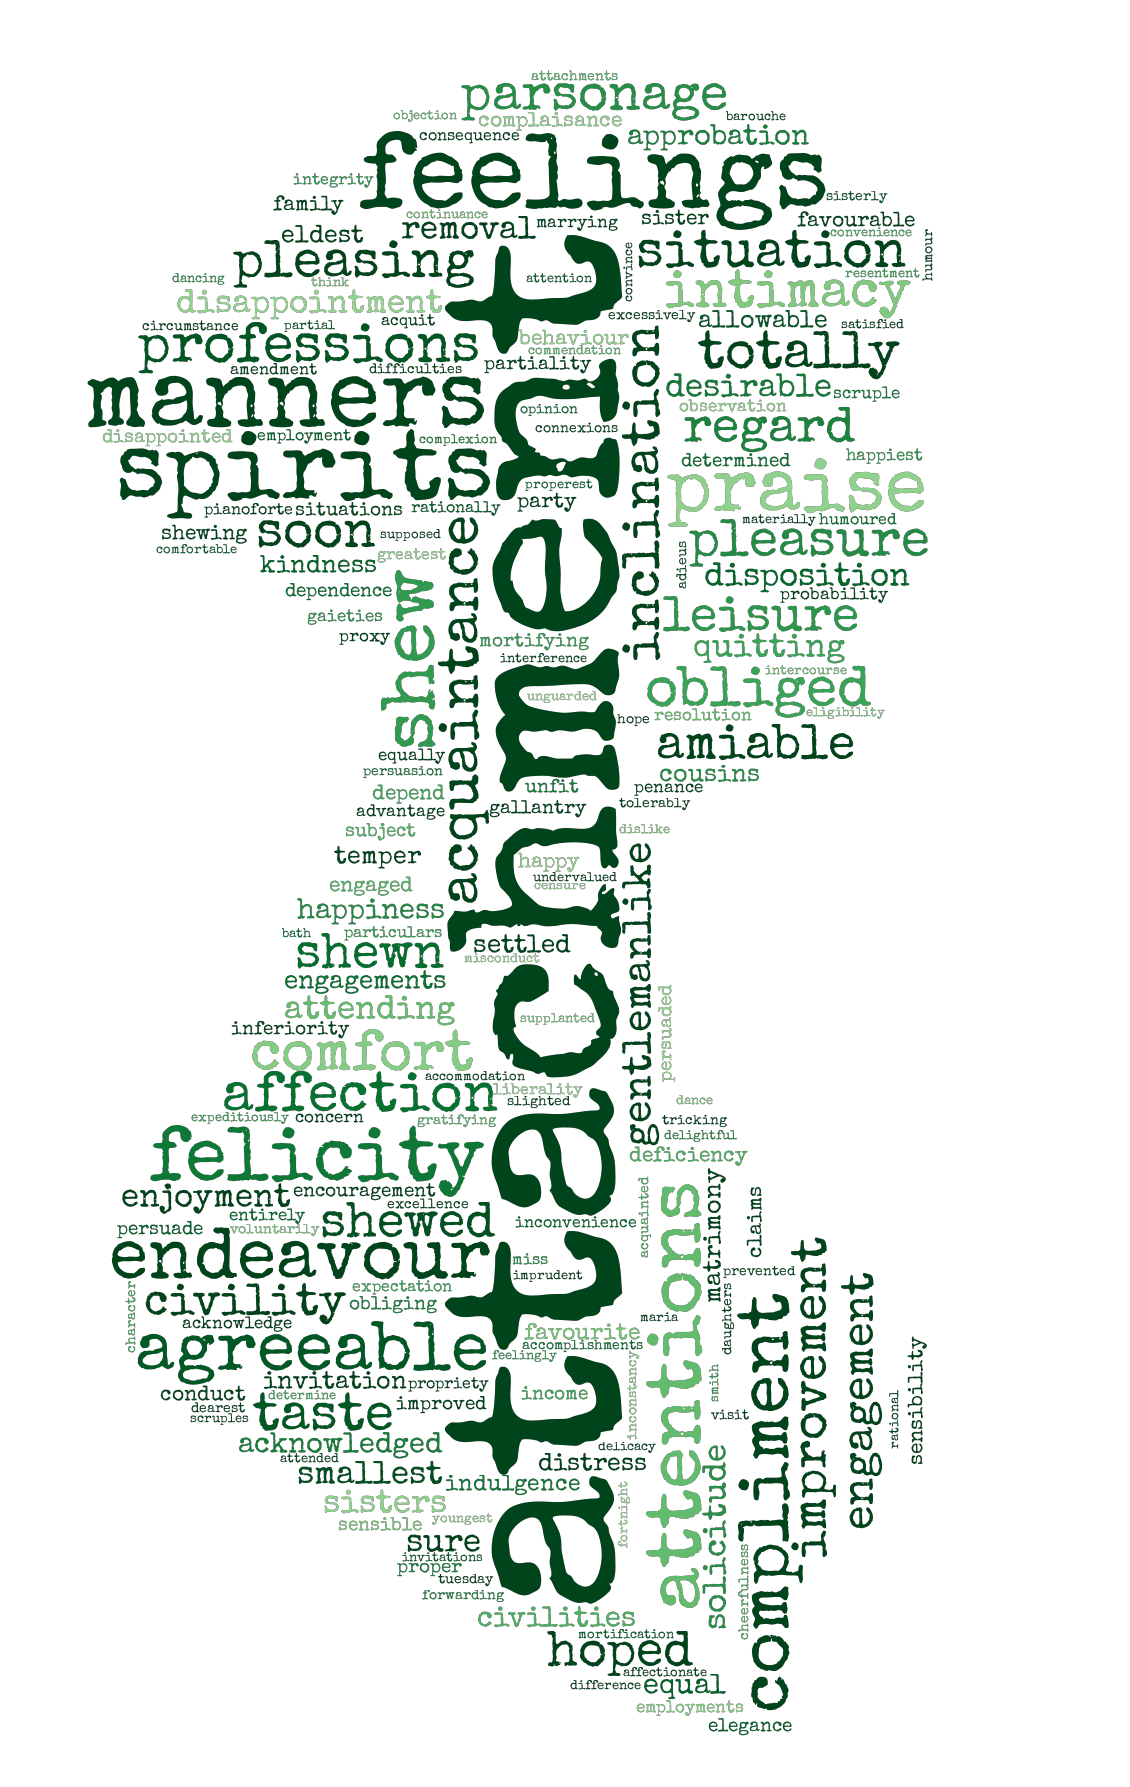 attachments
parsonage
objection
complaisance
barouche
consequence
approbation
feelings
integrity
sisterly
family
continuance
removal
marrying
sister
favourable
eldest
convenience
pleasing
situation
humour
convince
dancing
think
attention
resentment
disappointment
intimacy
circumstance
partial
acquit
excessively
allowable
satisfied
professions
behaviour
commendation
totally
amendment
difficulties
partiality
manners
desirable
scruple
opinion
observation
connexions
regard
disappointed
employment
complexion
inclination
spirits
determined
happiest
properest
praise
pianoforte
situations
rationally
party
shewing
soon
supposed
materially
humoured
comfortable
greatest
pleasure
kindness
adieus
disposition
dependence
probability
gaieties
leisure
proxy
shew
acquaintance
mortifying
quitting
interference
intercourse
unguarded
obliged
hope
resolution
eligibility
equally
amiable
persuasion
cousins
depend
unfit
penance
advantage
gallantry
tolerably
subject
dislike
temper
happy
undervalued
engaged
censure
happiness
bath
particulars
settled
shewn
misconduct
engagements
gentlemanlike
attending
persuaded
inferiority
supplanted
comfort
accommodation
affection
liberality
slighted
dance
expeditiously
concern
gratifying
tricking
felicity
delightful
deficiency
enjoyment
encouragement
excellence
acquainted
matrimony
claims
persuade
entirely
voluntarily
shewed
inconvenience
endeavour
miss
imprudent
prevented
character
expectation
civility
obliging
daughters
acknowledge
maria
favourite
accomplishments
agreeable
feelingly
attachment
attentions
compliment
improvement
engagement
sensibility
invitation
propriety
inconstancy
smith
conduct
determine
income
rational
dearest
scruples
taste
improved
visit
acknowledged
delicacy
attended
distress
smallest
indulgence
solicitude
sisters
fortnight
sensible
youngest
sure
invitations
proper
tuesday
cheerfulness
forwarding
civilities
mortification
hoped
affectionate
difference
equal
employments
elegance